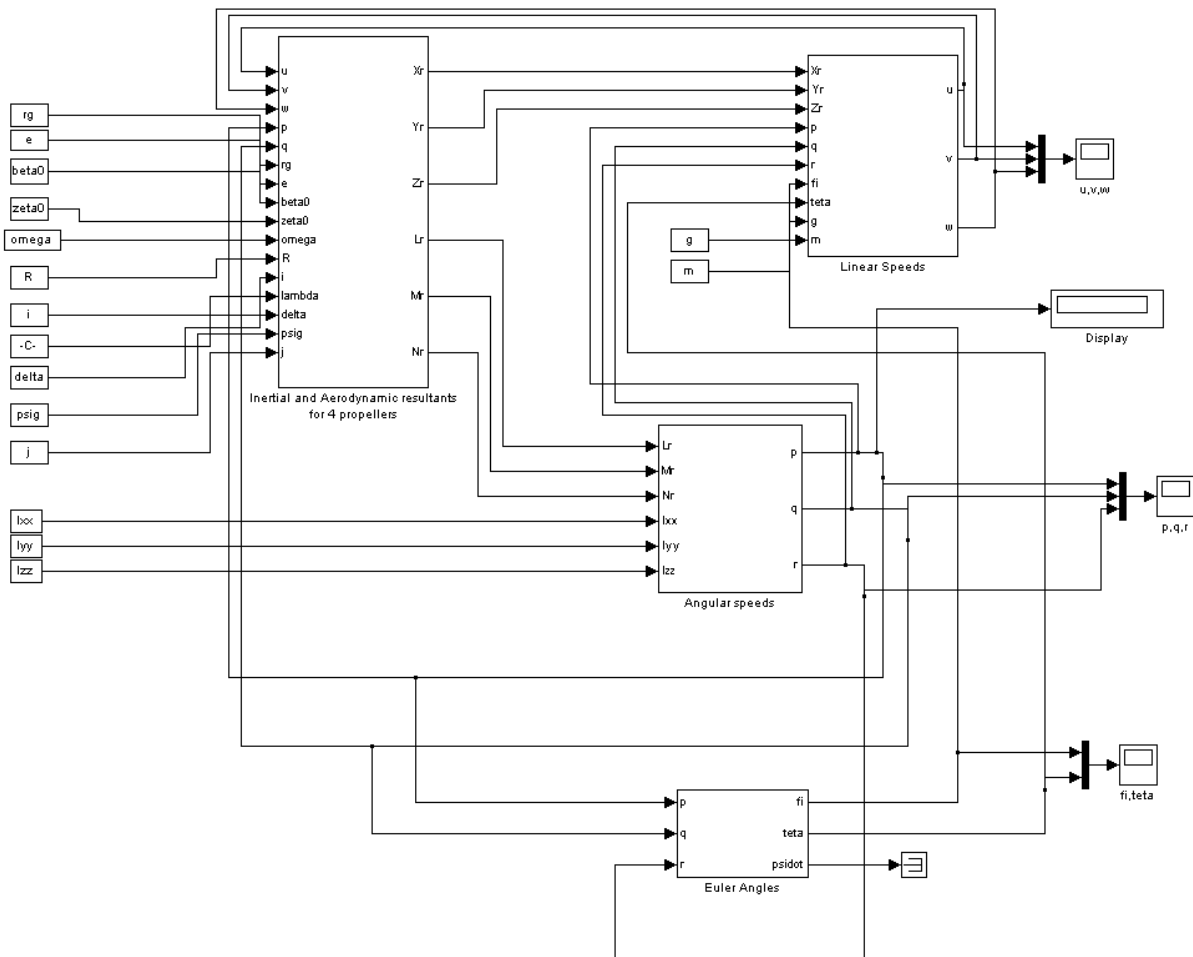 u
v
w
p
q
rg
e
beta0
zeta0
omega
R
i
lambda
delta
psig
j
Xr
Yr
Zr
Lr
Mr
Nr
Inertial and Aerodynamic resultants
for 4 propellers
rg
e
beta0
zeta0
omega
R
i
-C-
delta
psig
j
Ixx
Iyy
Izz
Xr
Yr
Zr
p
q
r
fi
teta
g
m
u
v
w
Linear Speeds
g
m
u,v,w
Display
Lr
Mr
Nr
Ixx
Iyy
Izz
p
q
r
Angular speeds
p,q,r
p
q
r
fi
teta
psidot
Euler Angles
fi,teta